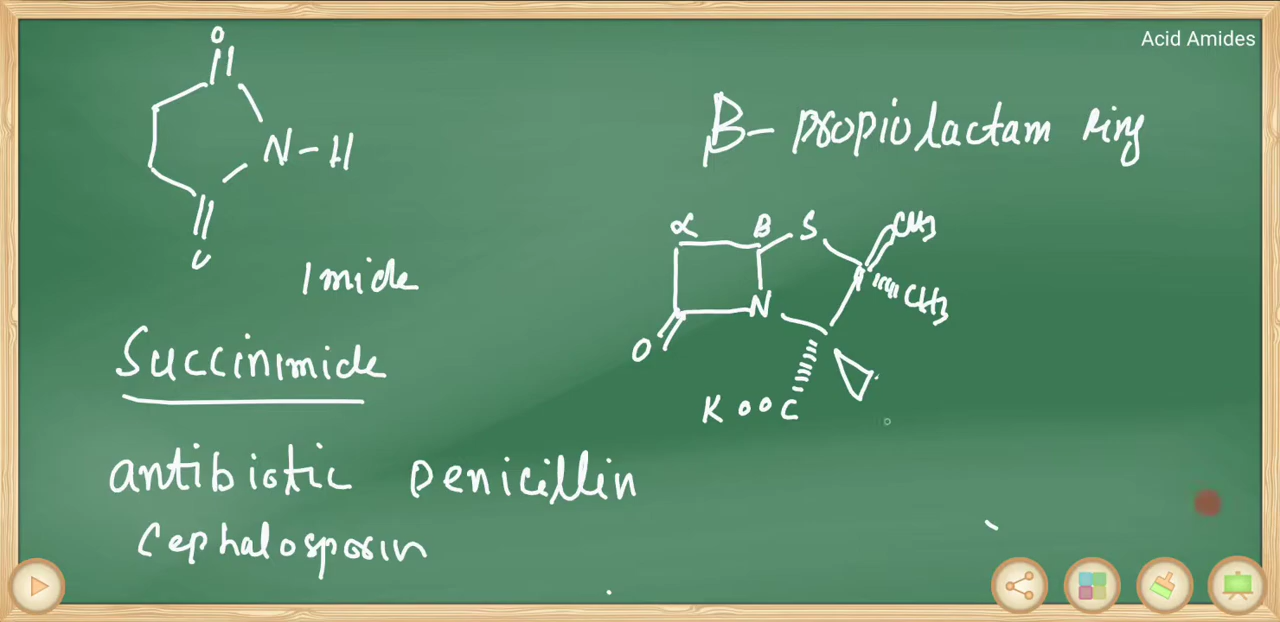 Acid Amides
O
N-H
U
Imide
Succinimide
antibiotic penicillin
cephalosporin
B- propiolactam ring
α B S CH3
CH3
N
O
KOOC